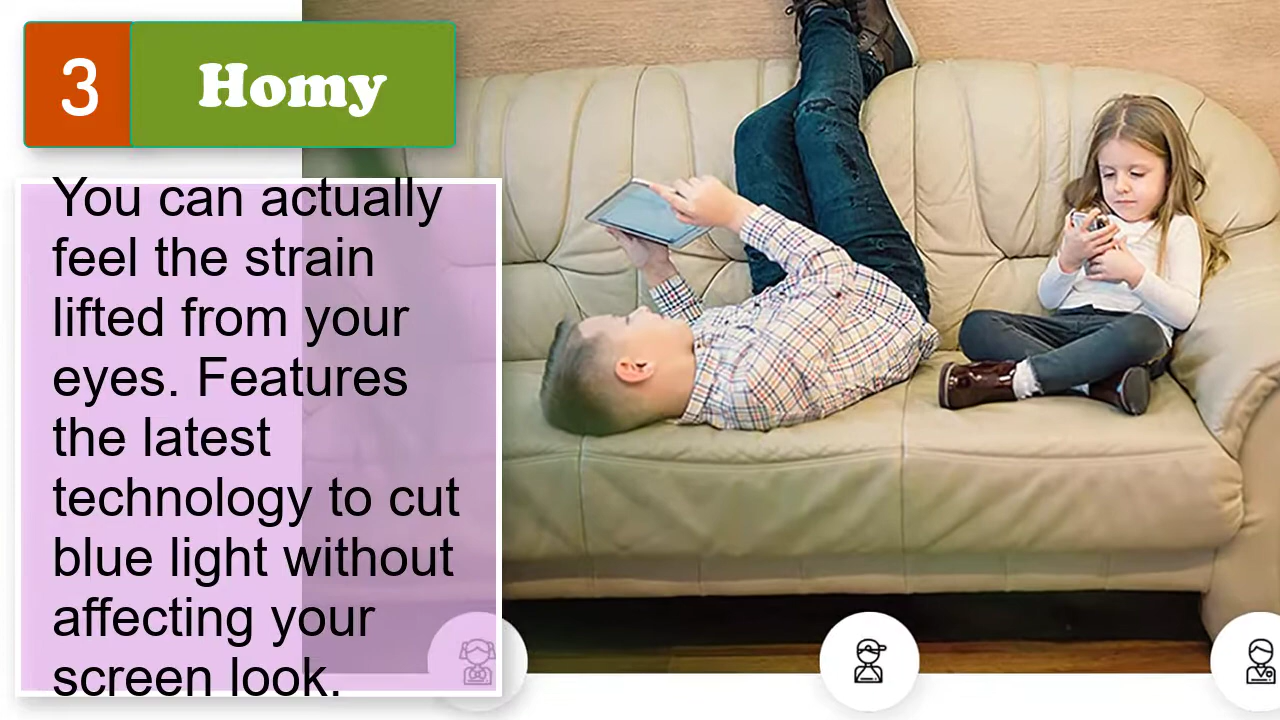 3
Homy
You can actually
feel the strain
lifted from your
eyes. Features
the latest
technology to cut
blue light without
affecting your
screen look.